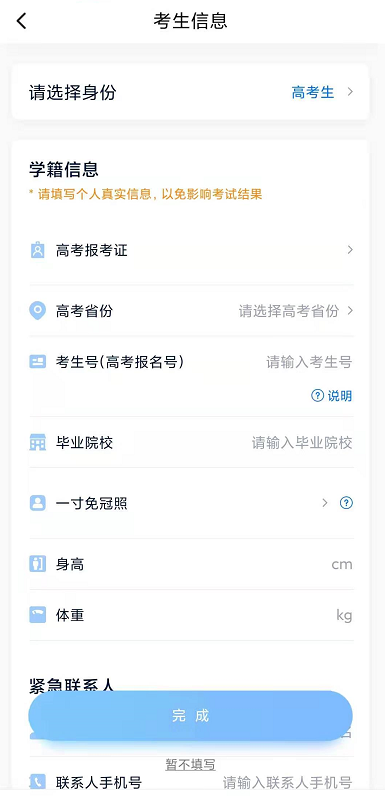 考生信息
请选择身份 高考生
学籍信息
* 请填写个人真实信息，以免影响考试结果
高考报考证
高考省份 请选择高考省份
考生号(高考报名号) 请输入考生号
说明
毕业院校 请输入毕业院校
一寸免冠照
身高 cm
体重 kg
紧急联系人
完成
暂不填写
联系人手机号 请输入联系人手机号